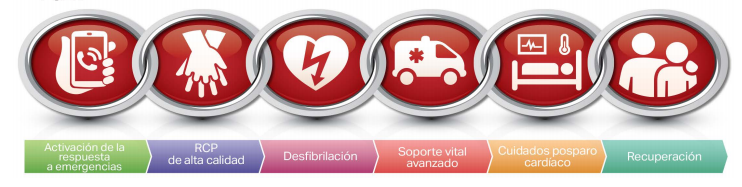 Activación de la
respuesta
a emergencias
RCP
de alta calidad
Desfibrilación
Soporte vital
avanzado
Cuidados posparo
cardíaco
Recuperación